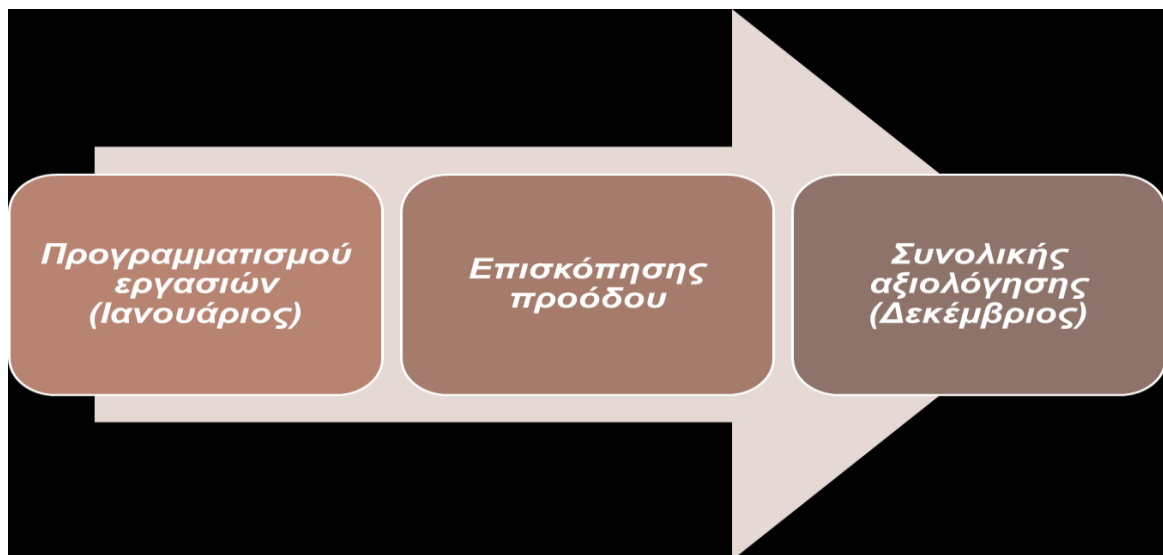 Προγραμματισμού
εργασιών
(Ιανουάριος)
Επισκόπησης
προόδου
Συνολικής
αξιολόγησης
(Δεκέμβριος)